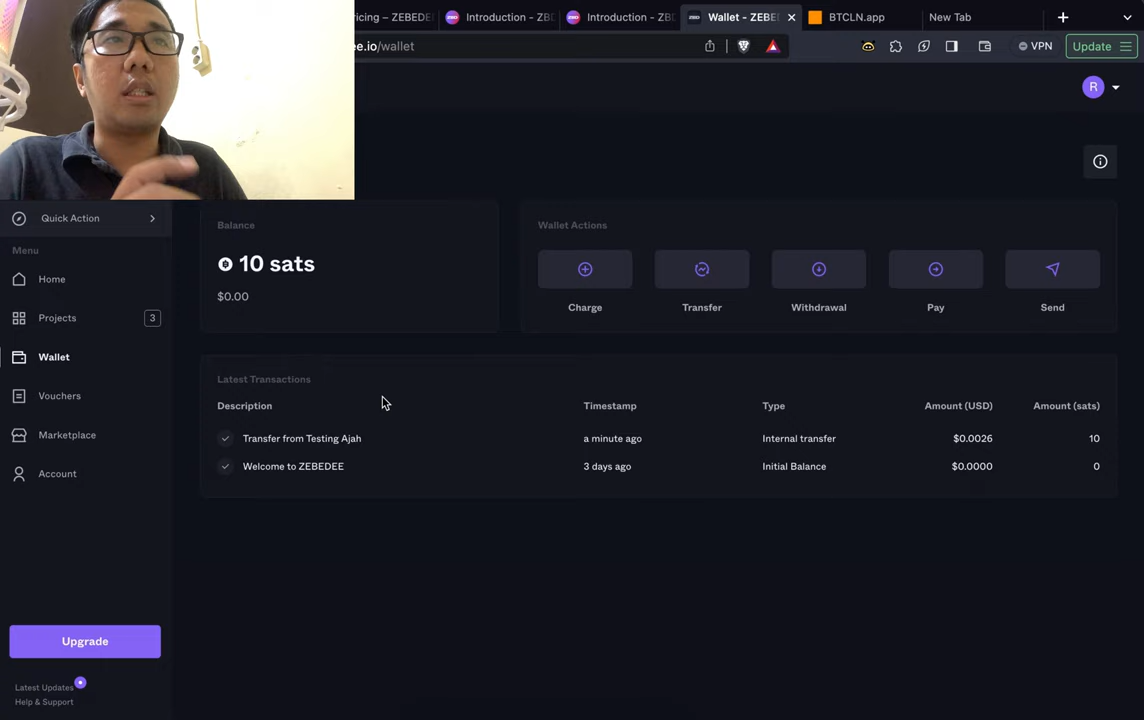 ricing – ZEBEDE
Introduction - ZBD
Introduction - ZBD
Wallet - ZEBE
BTCLN.app
New Tab
ee.io/wallet
VPN
Update
R
Quick Action
Menu
Home
Projects
3
Wallet
Vouchers
Marketplace
Account
Upgrade
Latest Updates
Help & Support
Balance
10 sats
$0.00
Wallet Actions
Charge
Transfer
Withdrawal
Pay
Send
Latest Transactions
Description Timestamp Type Amount (USD) Amount (sats)
Transfer from Testing Ajah a minute ago Internal transfer $0.0026 10
Welcome to ZEBEDEE 3 days ago Initial Balance $0.0000 0